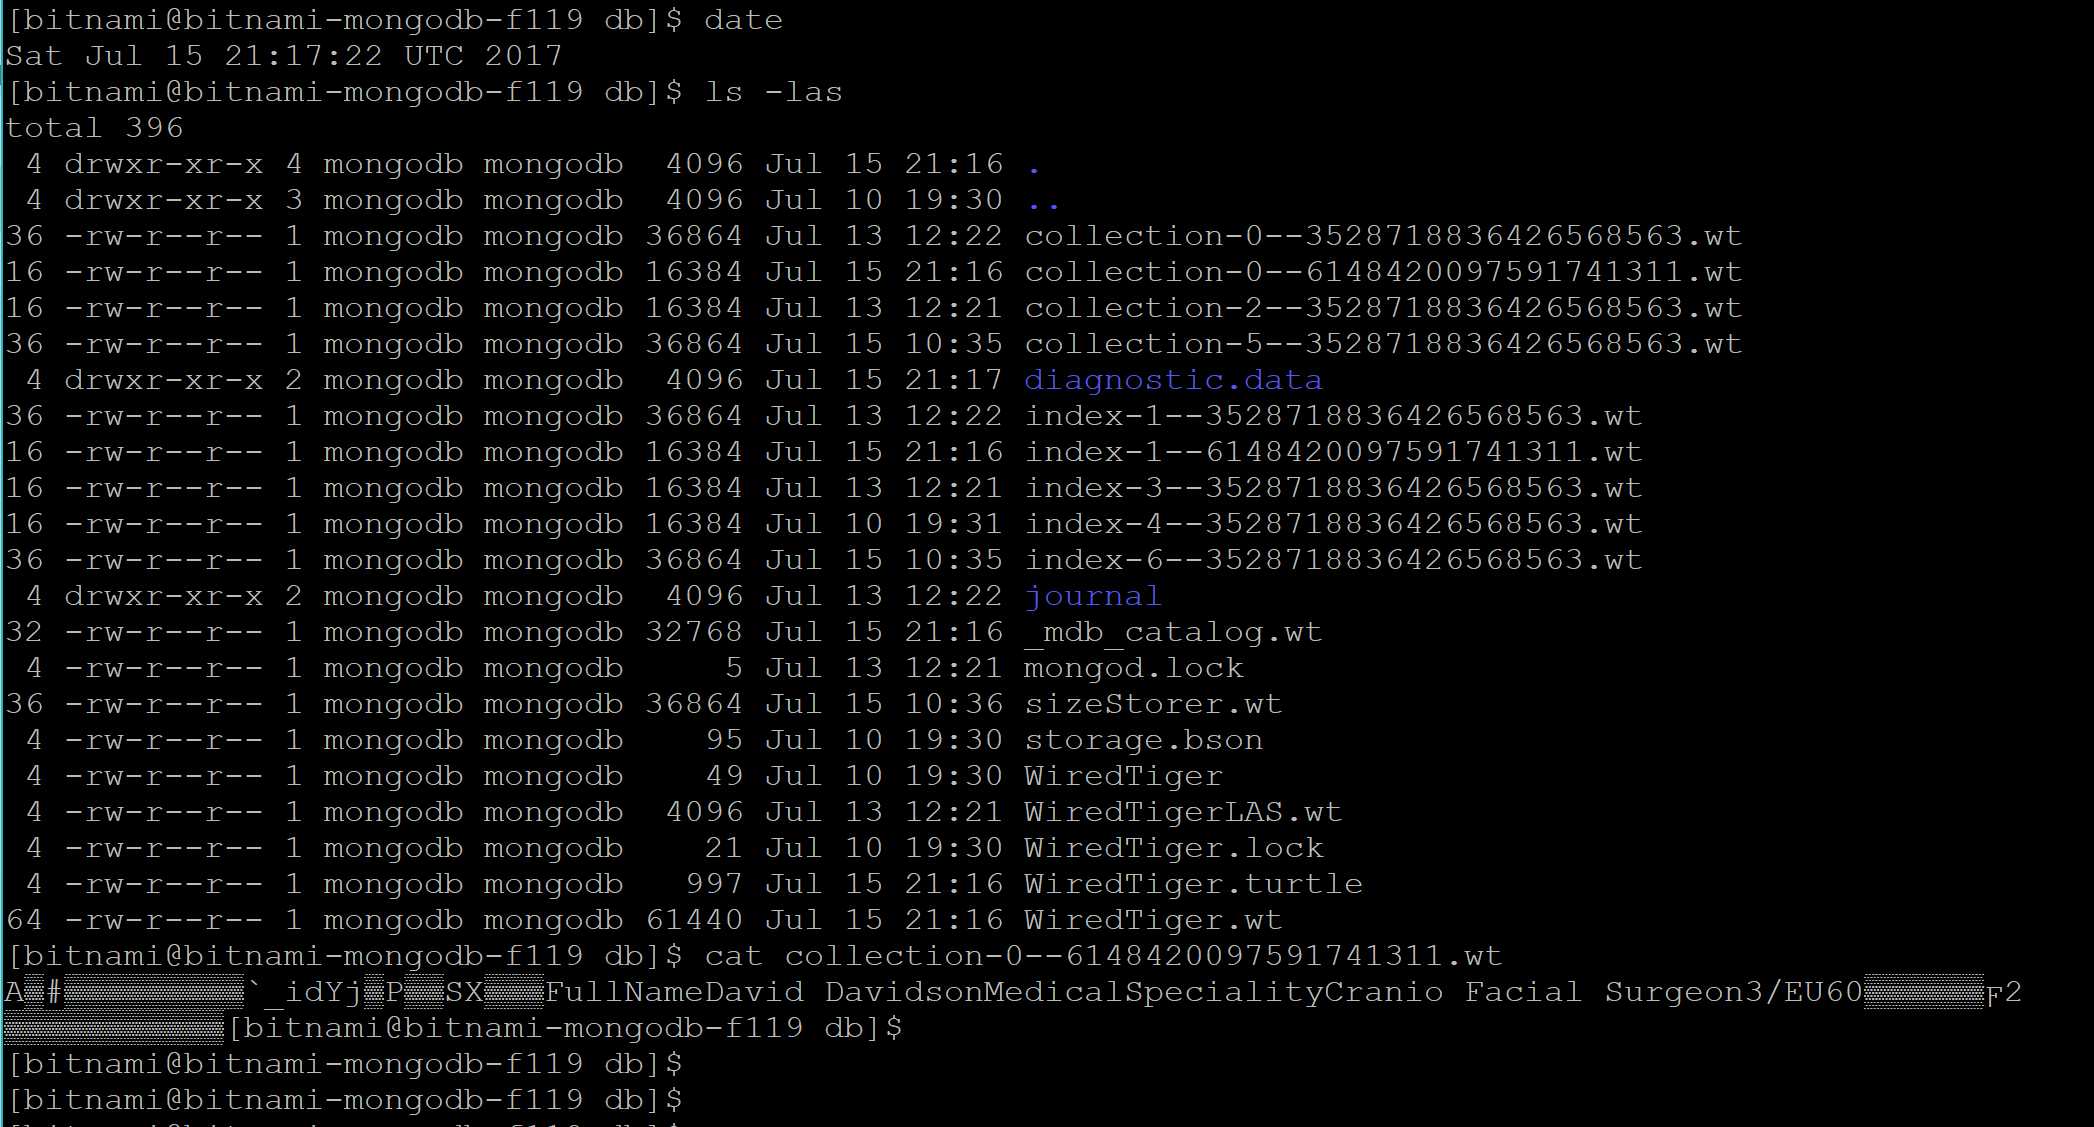 [bitnami@bitnami-mongodb-f119 db]$ date
Sat Jul 15 21:17:22 UTC 2017
[bitnami@bitnami-mongodb-f119 db]$ ls -las
total 396
 4 drwxr-xr-x 4 mongodb mongodb  4096 Jul 15 21:16 .
 4 drwxr-xr-x 3 mongodb mongodb  4096 Jul 10 19:30 ..
36 -rw-r--r-- 1 mongodb mongodb 36864 Jul 13 12:22 collection-0--3528718836426568563.wt
16 -rw-r--r-- 1 mongodb mongodb 16384 Jul 15 21:16 collection-0--6148420097591741311.wt
16 -rw-r--r-- 1 mongodb mongodb 16384 Jul 13 12:21 collection-2--3528718836426568563.wt
36 -rw-r--r-- 1 mongodb mongodb 36864 Jul 15 10:35 collection-5--3528718836426568563.wt
 4 drwxr-xr-x 2 mongodb mongodb  4096 Jul 15 21:17 diagnostic.data
36 -rw-r--r-- 1 mongodb mongodb 36864 Jul 13 12:22 index-1--3528718836426568563.wt
16 -rw-r--r-- 1 mongodb mongodb 16384 Jul 15 21:16 index-1--6148420097591741311.wt
16 -rw-r--r-- 1 mongodb mongodb 16384 Jul 13 12:21 index-3--3528718836426568563.wt
16 -rw-r--r-- 1 mongodb mongodb 16384 Jul 10 19:31 index-4--3528718836426568563.wt
36 -rw-r--r-- 1 mongodb mongodb 36864 Jul 15 10:35 index-6--3528718836426568563.wt
 4 drwxr-xr-x 2 mongodb mongodb  4096 Jul 13 12:22 journal
32 -rw-r--r-- 1 mongodb mongodb 32768 Jul 15 21:16 _mdb_catalog.wt
 4 -rw-r--r-- 1 mongodb mongodb     5 Jul 13 12:21 mongod.lock
36 -rw-r--r-- 1 mongodb mongodb 36864 Jul 15 10:36 sizeStorer.wt
 4 -rw-r--r-- 1 mongodb mongodb    95 Jul 10 19:30 storage.bson
 4 -rw-r--r-- 1 mongodb mongodb    49 Jul 10 19:30 WiredTiger
 4 -rw-r--r-- 1 mongodb mongodb  4096 Jul 13 12:21 WiredTigerLAS.wt
 4 -rw-r--r-- 1 mongodb mongodb    21 Jul 10 19:30 WiredTiger.lock
 4 -rw-r--r-- 1 mongodb mongodb   997 Jul 15 21:16 WiredTiger.turtle
64 -rw-r--r-- 1 mongodb mongodb 61440 Jul 15 21:16 WiredTiger.wt
[bitnami@bitnami-mongodb-f119 db]$ cat collection-0--6148420097591741311.wt
A▒#▒▒▒▒▒▒▒▒▒`_idYj▒P▒▒SX▒▒▒FullNameDavid DavidsonMedicalSpecialityCranio Facial Surgeon3/EU60▒▒▒▒▒▒ҒҒ2
▒▒▒▒▒▒▒▒▒▒▒[bitnami@bitnami-mongodb-f119 db]$
[bitnami@bitnami-mongodb-f119 db]$
[bitnami@bitnami-mongodb-f119 db]$